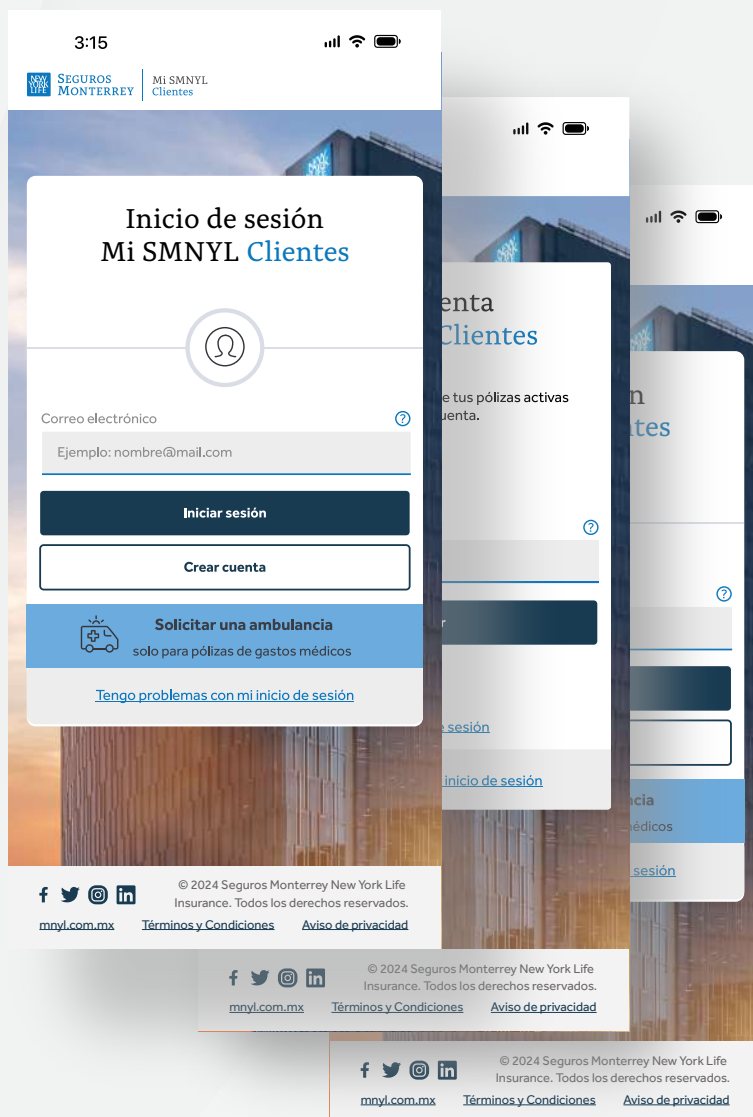 3:15
NEW YORK LIFE
SEGUROS
MONTERREY
Mi SMNYL
Clientes
Inicio de sesión
Mi SMNYL Clientes
Correo electrónico
Ejemplo: nombre@mail.com
Iniciar sesión
Crear cuenta
Solicitar una ambulancia
solo para pólizas de gastos médicos
Tengo problemas con mi inicio de sesión
© 2024 Seguros Monterrey New York Life
Insurance. Todos los derechos reservados.
mnyl.com.mx Términos y Condiciones Aviso de privacidad
enta
Clientes
e tus pólizas activas
uenta.
r
sesión
inicio de sesión
© 2024 Seguros Monterrey New York Life
Insurance. Todos los derechos reservados.
mnyl.com.mx Términos y Condiciones Aviso de privacidad
n
ntes
ncia
médicos
sesión
© 2024 Seguros Monterrey New York Life
Insurance. Todos los derechos reservados.
mnyl.com.mx Términos y Condiciones Aviso de privacidad